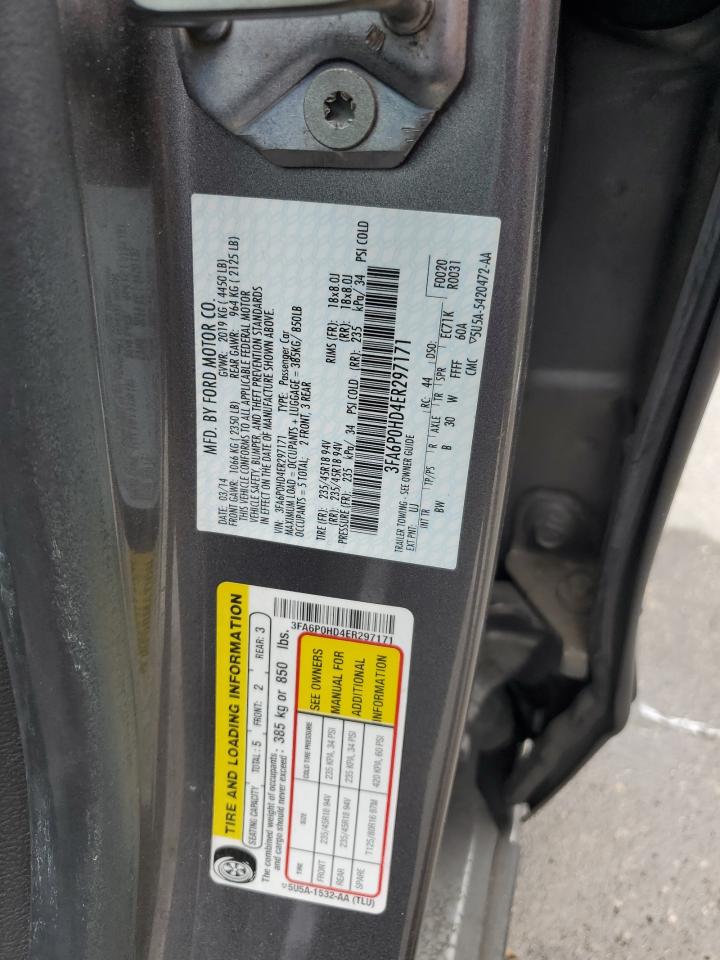 MFD. BY FORD MOTOR CO.
DATE: 03/14 GVWR: 2019 KG ( 4450 LB)
FRONT GAWR: 1066 KG ( 2350 LB) REAR GAWR: 964 KG ( 2125 LB)
THIS VEHICLE CONFORMS TO ALL APPLICABLE FEDERAL MOTOR
VEHICLE SAFETY, BUMPER, AND THEFT PREVENTION STANDARDS
IN EFFECT ON THE DATE OF MANUFACTURE SHOWN ABOVE.
VIN: 3FA6P0HD4ER297171 TYPE: Passenger Car
MAXIMUM LOAD = OCCUPANTS + LUGGAGE = 385KG/ 850LB
OCCUPANTS = 5 TOTAL; 2 FRONT, 3 REAR
TIRE (FR): 235/45R18 94V RIMS (FR): 18x8.0J
(RR): 235/45R18 94V (RR): 18x8.0J
PRESSURE (FR): 235 kPa/ 34 PSI COLD (RR): 235 kPa/ 34 PSI COLD
3FA6P0HD4ER297171
TRAILER TOWING - SEE OWNER GUIDE
EXT PNT: UJ RC: 44 DSO: F0020
R0031
INT TR TP/PS R AXLE TR SPR EC71K
BW B 30 W FFFF 60A
CMC 5U5A-5420472-AA
TIRE AND LOADING INFORMATION
SEATING CAPACITY TOTAL: 5 FRONT: 2 REAR: 3
The combined weight of occupants
and cargo should never exceed - 385 kg or 850 lbs.
3FA6P0HD4ER297171
TIRE SIZE COLD TIRE PRESSURE
FRONT 235/45R18 94V 235 KPA, 34 PSI
REAR 235/45R18 94V 235 KPA, 34 PSI
SPARE T125/80R16 97M 420 KPA, 60 PSI
SEE OWNERS
MANUAL FOR
ADDITIONAL
INFORMATION
5U5A-1532-AA (TLU)